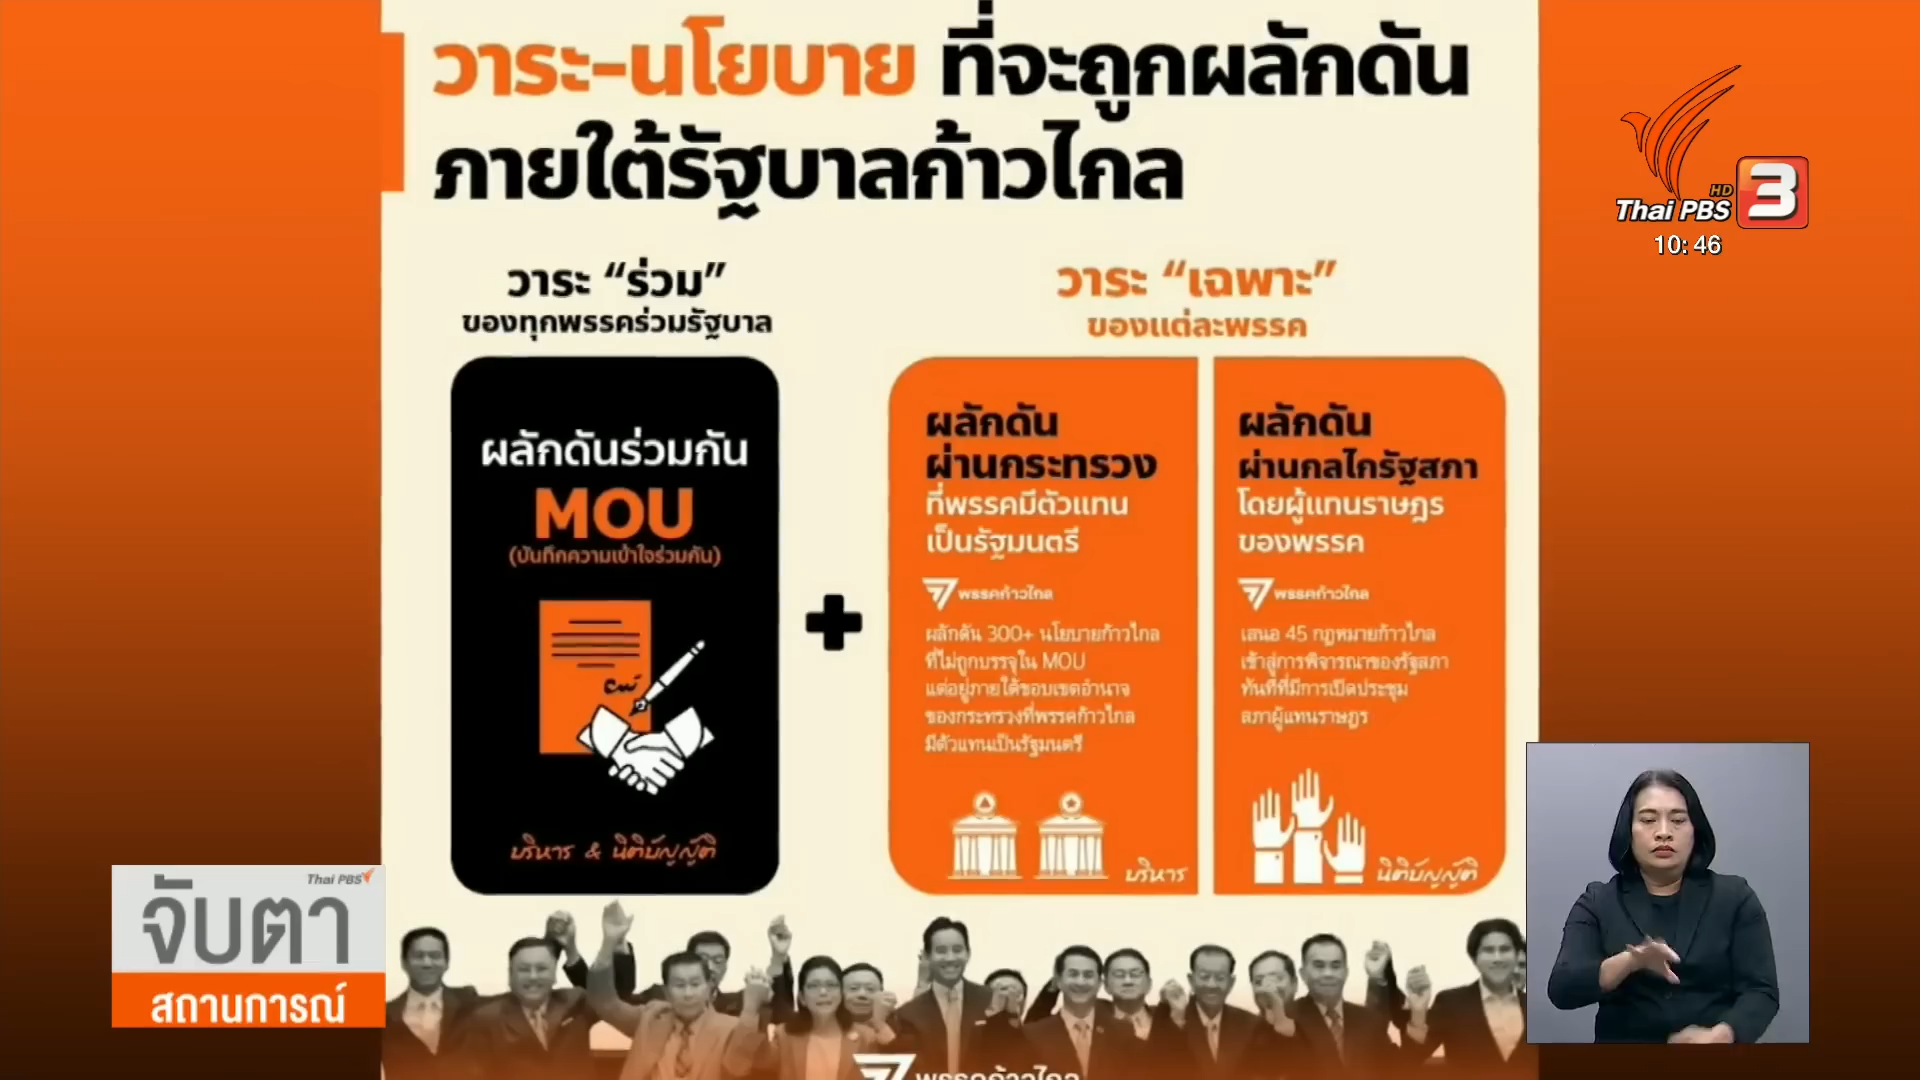 วาระ-นโยบาย ที่จะถูกผลักดัน
ภายใต้รัฐบาลก้าวไกล
วาระ “ร่วม”
ของทุกพรรคร่วมรัฐบาล
ผลักดันร่วมกัน
MOU
(บันทึกความเข้าใจร่วมกัน)
บริหาร & นิติบัญญัติ
วาระ “เฉพาะ”
ของแต่ละพรรค
ผลักดัน
ผ่านกระทรวง
ที่พรรคมีตัวแทน
เป็นรัฐมนตรี
พรรคก้าวไกล
ผลักดัน 300+ นโยบายก้าวไกล
ที่ไม่ถูกบรรจุใน MOU
แต่อยู่ภายใต้ขอบเขตอำนาจ
ของกระทรวงที่พรรคก้าวไกล
มีตัวแทนเป็นรัฐมนตรี
บริหาร
ผลักดัน
ผ่านกลไกรัฐสภา
โดยผู้แทนราษฎร
ของพรรค
พรรคก้าวไกล
เสนอ 45 กฎหมายก้าวไกล
เข้าสู่การพิจารณาของรัฐสภา
ทันทีที่มีการเปิดประชุม
สภาผู้แทนราษฎร
นิติบัญญัติ
พรรคก้าวไกล
Thai PBS HD 3
10:46
Thai PBS
จับตา
สถานการณ์